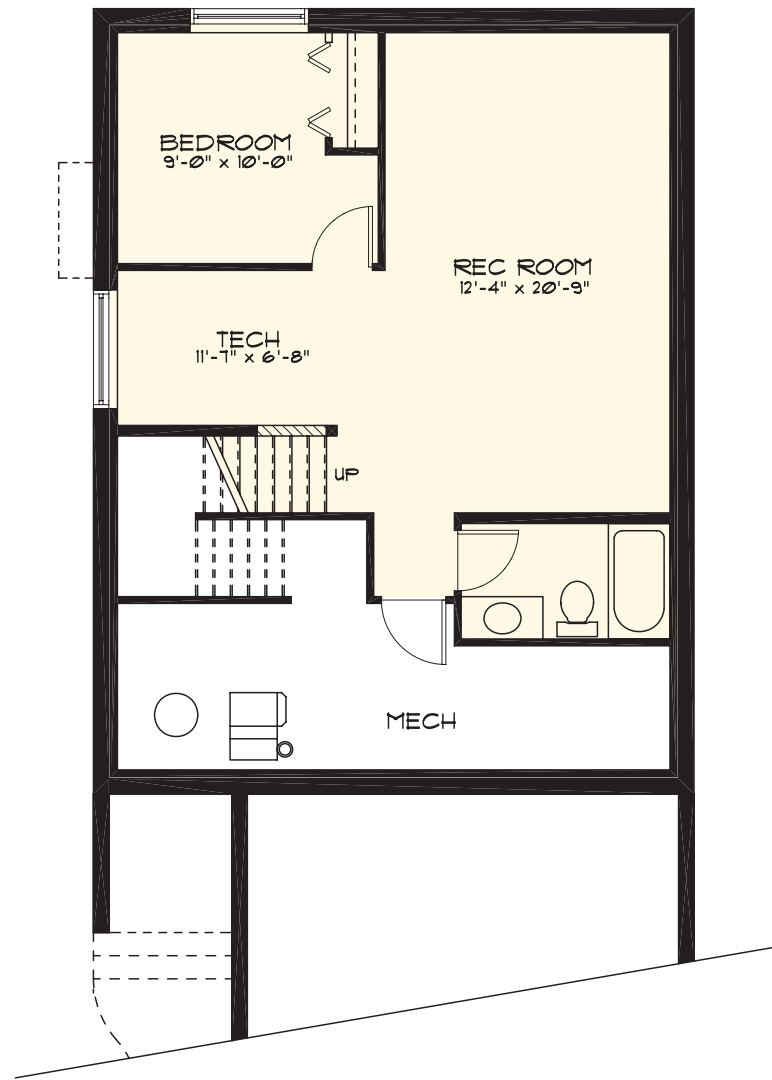 BEDROOM
9'-0" x 10'-0"
REC ROOM
12'-4" x 20'-9"
TECH
11'-7" x 6'-8"
UP
MECH